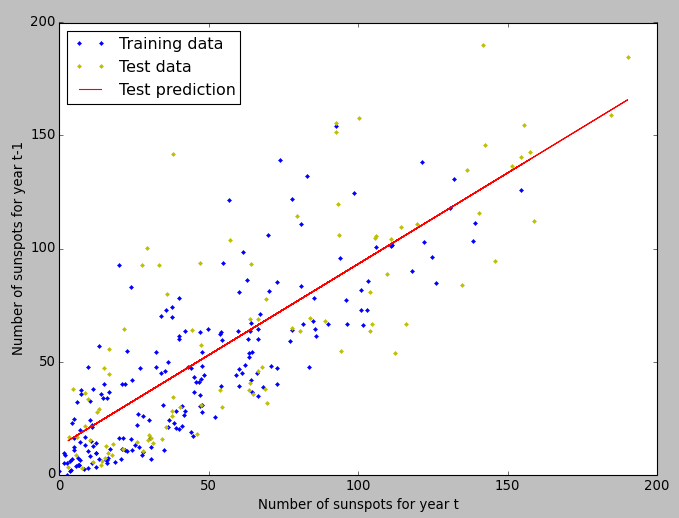 200
150
100
50
0
Number of sunspots for year t-1
Training data
Test data
Test prediction
0 50 100 150 200
Number of sunspots for year t